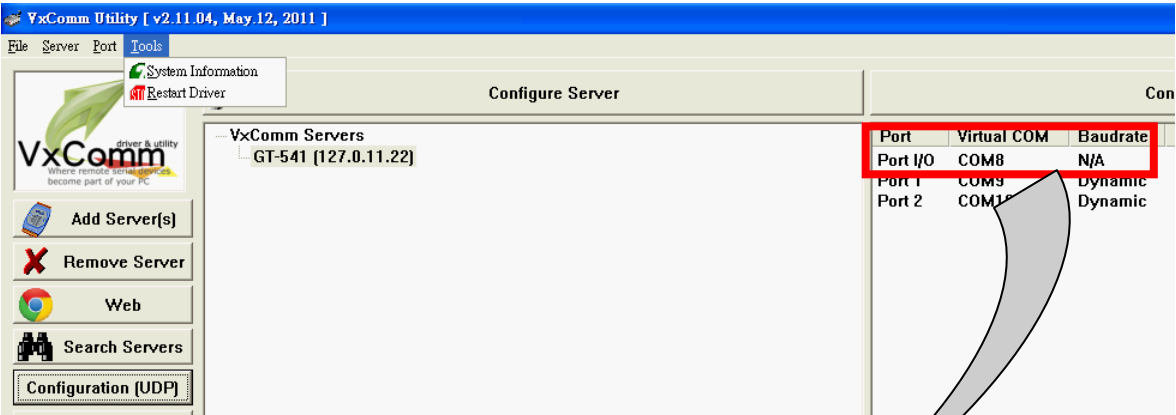 VxComm Utility [ v2.11.04, May.12, 2011 ]
File Server Port Tools
System Information
Restart Driver
Configure Server
Con
VxComm
driver & utility
Where remote serial devices
become part of your PC
VxComm Servers
GT-541 (127.0.11.22)
Port Virtual COM Baudrate
Port I/O COM8 N/A
Port 1 COM9 Dynamic
Port 2 COM10 Dynamic
Add Server(s)
Remove Server
Web
Search Servers
Configuration (UDP)